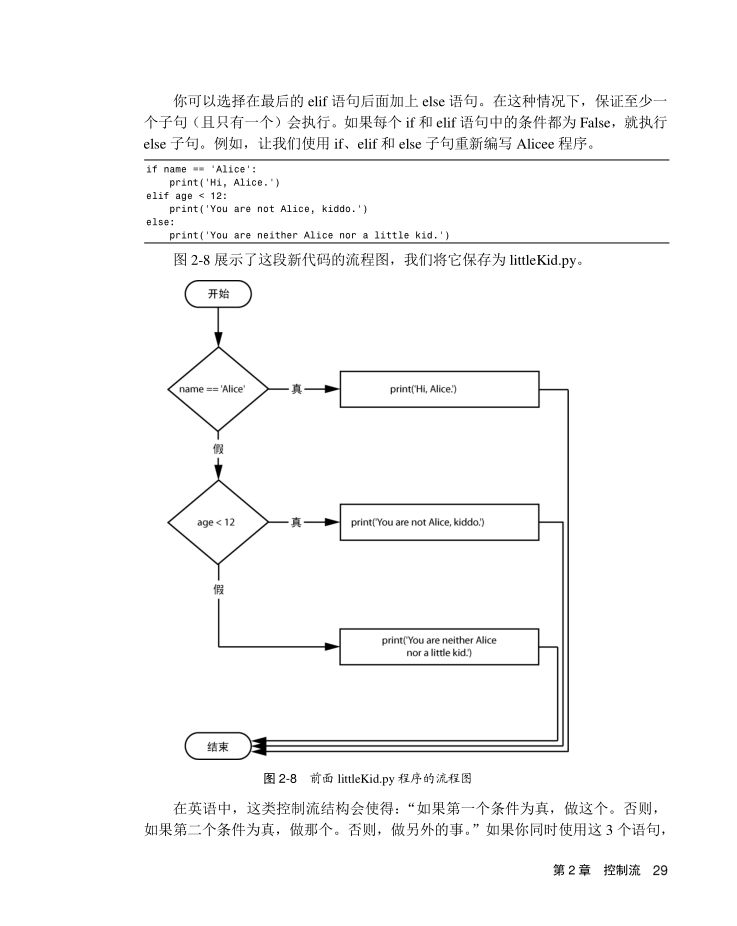 你可以选择在最后的 elif 语句后面加上 else 语句。在这种情况下，保证至少一
个子句（且只有一个）会执行。如果每个 if 和 elif 语句中的条件都为 False，就执行
else 子句。例如，让我们使用 if、elif 和 else 子句重新编写 Alicee 程序。
if name == 'Alice':
    print('Hi, Alice.')
elif age < 12:
    print('You are not Alice, kiddo.')
else:
    print('You are neither Alice nor a little kid.')
图 2-8 展示了这段新代码的流程图，我们将它保存为 littleKid.py。
开始
name == 'Alice'
真
print('Hi, Alice.')
假
age < 12
真
print('You are not Alice, kiddo.')
假
print('You are neither Alice
nor a little kid.')
结束
图 2-8 前面 littleKid.py 程序的流程图
在英语中，这类控制流结构会使得：“如果第一个条件为真，做这个。否则，
如果第二个条件为真，做那个。否则，做另外的事。”如果你同时使用这 3 个语句，
第 2 章 控制流 29